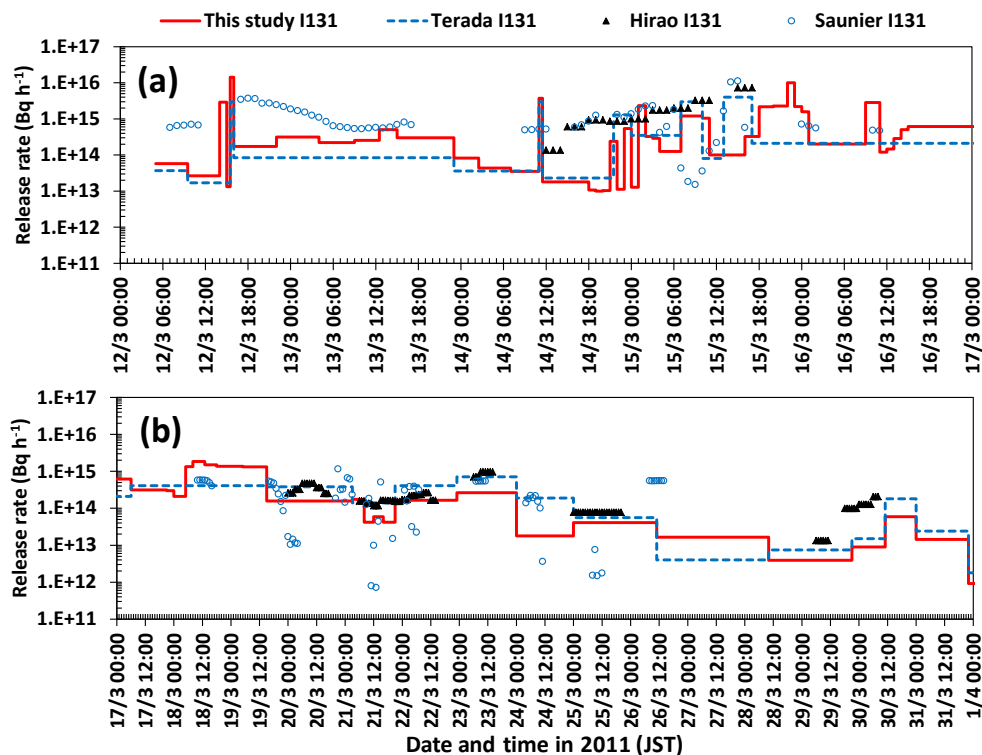 This study I131 Terada I131 Hirao I131 Saunier I131
(a)
Release rate (Bq h-1)
1.E+17
1.E+16
1.E+15
1.E+14
1.E+13
1.E+12
1.E+11
12/3 00:00
12/3 06:00
12/3 12:00
12/3 18:00
13/3 00:00
13/3 06:00
13/3 12:00
13/3 18:00
14/3 00:00
14/3 06:00
14/3 12:00
14/3 18:00
15/3 00:00
15/3 06:00
15/3 12:00
15/3 18:00
16/3 00:00
16/3 06:00
16/3 12:00
16/3 18:00
17/3 00:00
(b)
Release rate (Bq h-1)
1.E+17
1.E+16
1.E+15
1.E+14
1.E+13
1.E+12
1.E+11
17/3 00:00
17/3 12:00
18/3 00:00
18/3 12:00
19/3 00:00
19/3 12:00
20/3 00:00
20/3 12:00
21/3 00:00
21/3 12:00
22/3 00:00
22/3 12:00
23/3 00:00
23/3 12:00
24/3 00:00
24/3 12:00
25/3 00:00
25/3 12:00
26/3 00:00
26/3 12:00
27/3 00:00
27/3 12:00
28/3 00:00
28/3 12:00
29/3 00:00
29/3 12:00
30/3 00:00
30/3 12:00
31/3 00:00
31/3 12:00
1/4 00:00
Date and time in 2011 (JST)